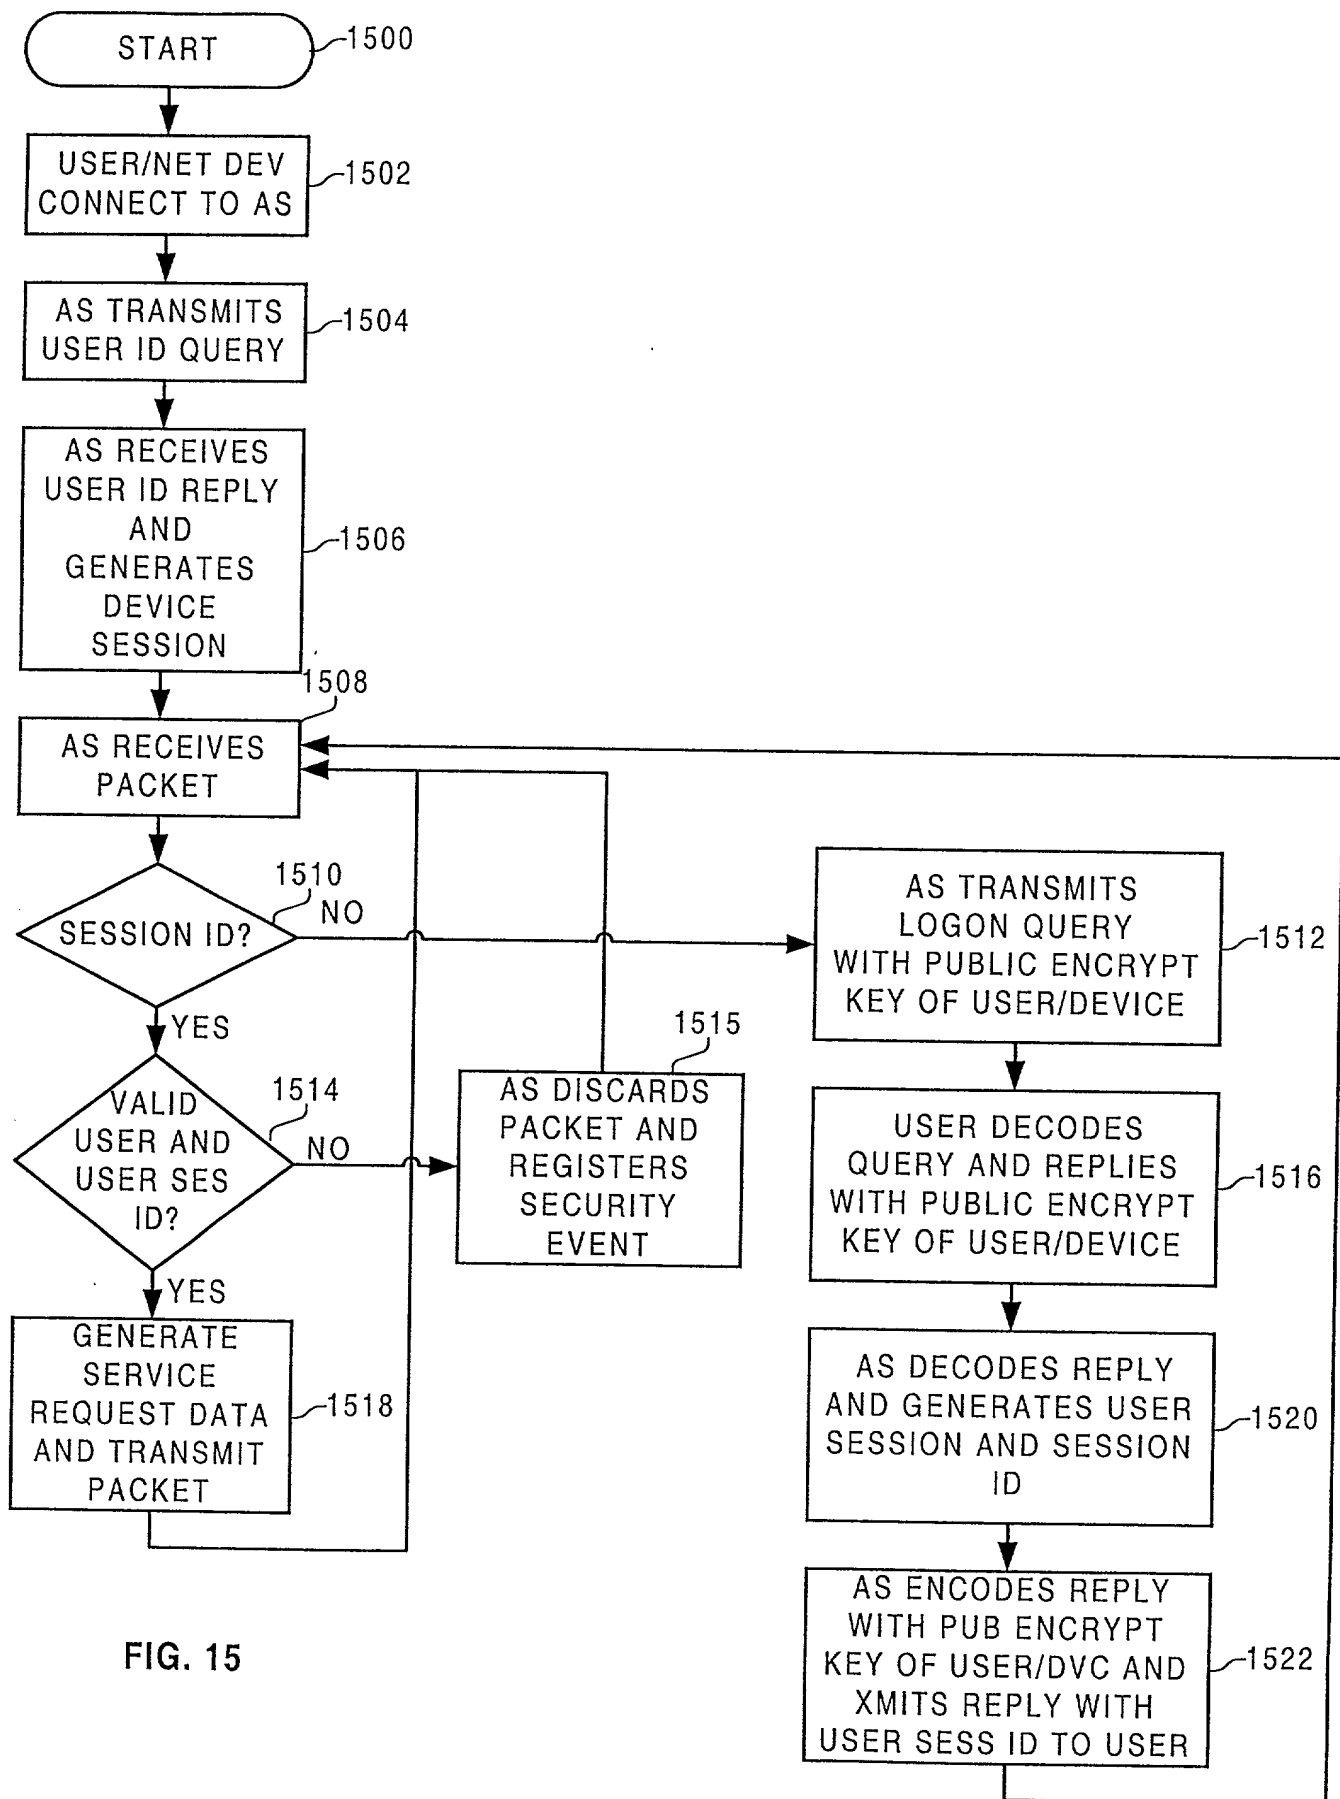 START
1500
USER/NET DEV
CONNECT TO AS
1502
AS TRANSMITS
USER ID QUERY
1504
AS RECEIVES
USER ID REPLY
AND
GENERATES
DEVICE
SESSION
1506
1508
AS RECEIVES
PACKET
1510
SESSION ID?
NO
YES
AS TRANSMITS
LOGON QUERY
WITH PUBLIC ENCRYPT
KEY OF USER/DEVICE
1512
1514
VALID
USER AND
USER SES
ID?
NO
YES
1515
AS DISCARDS
PACKET AND
REGISTERS
SECURITY
EVENT
USER DECODES
QUERY AND REPLIES
WITH PUBLIC ENCRYPT
KEY OF USER/DEVICE
1516
GENERATE
SERVICE
REQUEST DATA
AND TRANSMIT
PACKET
1518
AS DECODES REPLY
AND GENERATES USER
SESSION AND SESSION
ID
1520
AS ENCODES REPLY
WITH PUB ENCRYPT
KEY OF USER/DVC AND
XMITS REPLY WITH
USER SESS ID TO USER
1522
FIG. 15